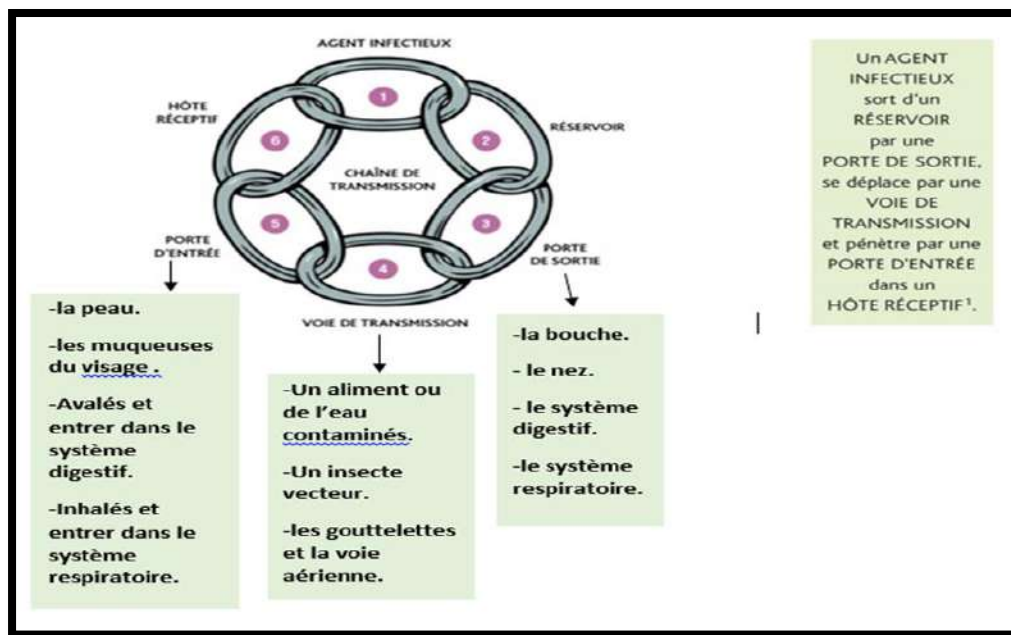 AGENT INFECTIEUX
1
HÔTE
RÉCEPTIF
6
2
RÉSERVOIR
CHAÎNE DE
TRANSMISSION
5
3
PORTE
D'ENTRÉE
4
PORTE
DE SORTIE
VOIE DE TRANSMISSION
-la peau.
-les muqueuses
du visage .
-Avalés et
entrer dans le
système
digestif.
-Inhalés et
entrer dans le
système
respiratoire.
-Un aliment ou
de l'eau
contaminés.
-Un insecte
vecteur.
-les gouttelettes
et la voie
aérienne.
-la bouche.
- le nez.
- le système
digestif.
-le système
respiratoire.
Un AGENT
INFECTIEUX
sort d'un
RÉSERVOIR
par une
PORTE DE SORTIE,
se déplace par une
VOIE DE
TRANSMISSION
et pénètre par une
PORTE D'ENTRÉE
dans un
HÔTE RÉCEPTIF¹.